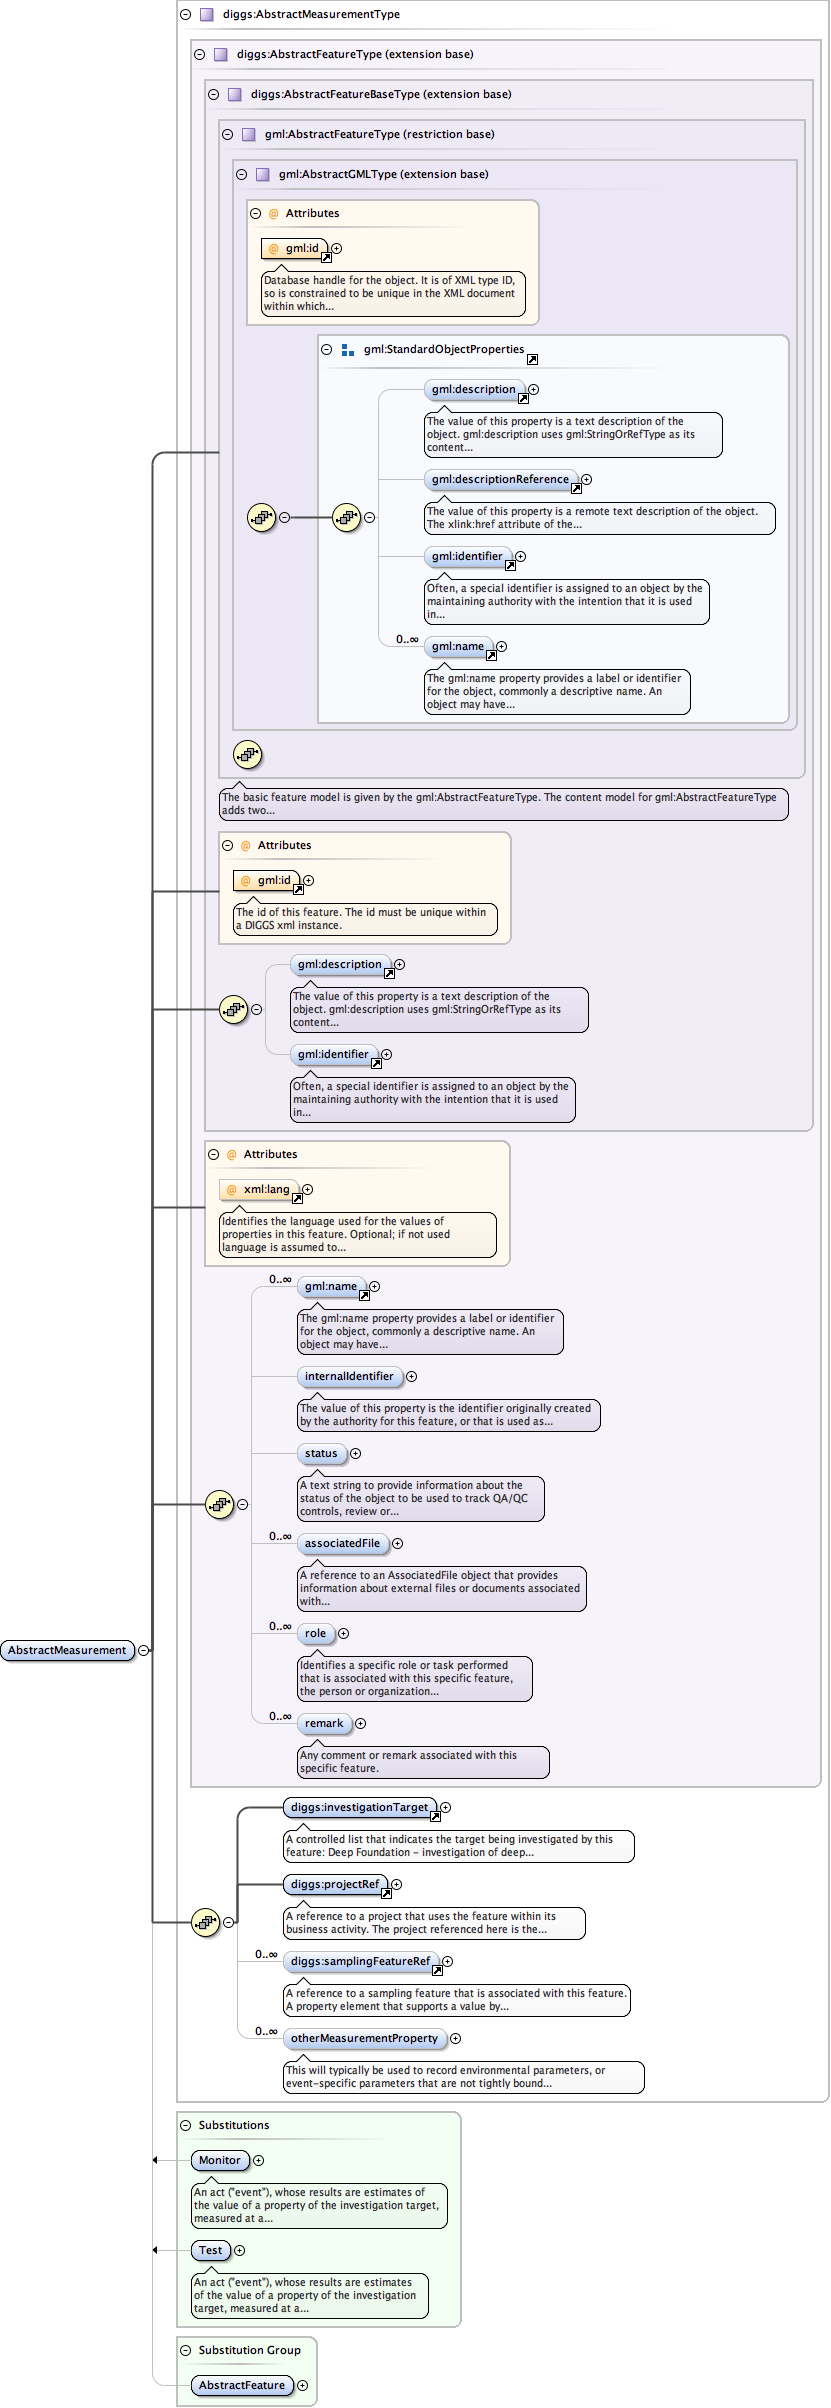 diggs:AbstractMeasurementType
diggs:AbstractFeatureType (extension base)
diggs:AbstractFeatureBaseType (extension base)
gml:AbstractFeatureType (restriction base)
gml:AbstractGMLType (extension base)
@ Attributes
@ gml:id
Database handle for the object. It is of XML type ID,
so is constrained to be unique in the XML document
within which...
gml:StandardObjectProperties
gml:description
The value of this property is a text description of the
object. gml:description uses gml:StringOrRefType as its
content...
gml:descriptionReference
The value of this property is a remote text description of the object.
The xlink:href attribute of the...
gml:identifier
Often, a special identifier is assigned to an object by the
maintaining authority with the intention that it is used
in...
0..∞
gml:name
The gml:name property provides a label or identifier
for the object, commonly a descriptive name. An
object may have...
The basic feature model is given by the gml:AbstractFeatureType. The content model for gml:AbstractFeatureType
adds two...
@ Attributes
@ gml:id
The id of this feature. The id must be unique within
a DIGGS xml instance.
gml:description
The value of this property is a text description of the
object. gml:description uses gml:StringOrRefType as its
content...
gml:identifier
Often, a special identifier is assigned to an object by the
maintaining authority with the intention that it is used
in...
@ Attributes
@ xml:lang
Identifies the language used for the values of
properties in this feature. Optional; if not used
language is assumed to...
0..∞
gml:name
The gml:name property provides a label or identifier
for the object, commonly a descriptive name. An
object may have...
internalIdentifier
The value of this property is the identifier originally created
by the authority for this feature, or that is used as...
status
A text string to provide information about the
status of the object to be used to track QA/QC
controls, review or...
0..∞
associatedFile
A reference to an AssociatedFile object that provides
information about external files or documents associated
with...
0..∞
role
Identifies a specific role or task performed
that is associated with this specific feature,
the person or organization...
AbstractMeasurement
0..∞
remark
Any comment or remark associated with this
specific feature.
diggs:investigationTarget
A controlled list that indicates the target being investigated by this
feature: Deep Foundation - investigation of deep...
diggs:projectRef
A reference to a project that uses the feature within its
business activity. The project referenced here is the...
0..∞
diggs:samplingFeatureRef
A reference to a sampling feature that is associated with this feature.
A property element that supports a value by...
0..∞
otherMeasurementProperty
This will typically be used to record environmental parameters, or
event-specific parameters that are not tightly bound...
Substitutions
Monitor
An act ("event"), whose results are estimates of
the value of a property of the investigation target,
measured at a...
Test
An act ("event"), whose results are estimates
of the value of a property of the investigation
target, measured at a...
Substitution Group
AbstractFeature